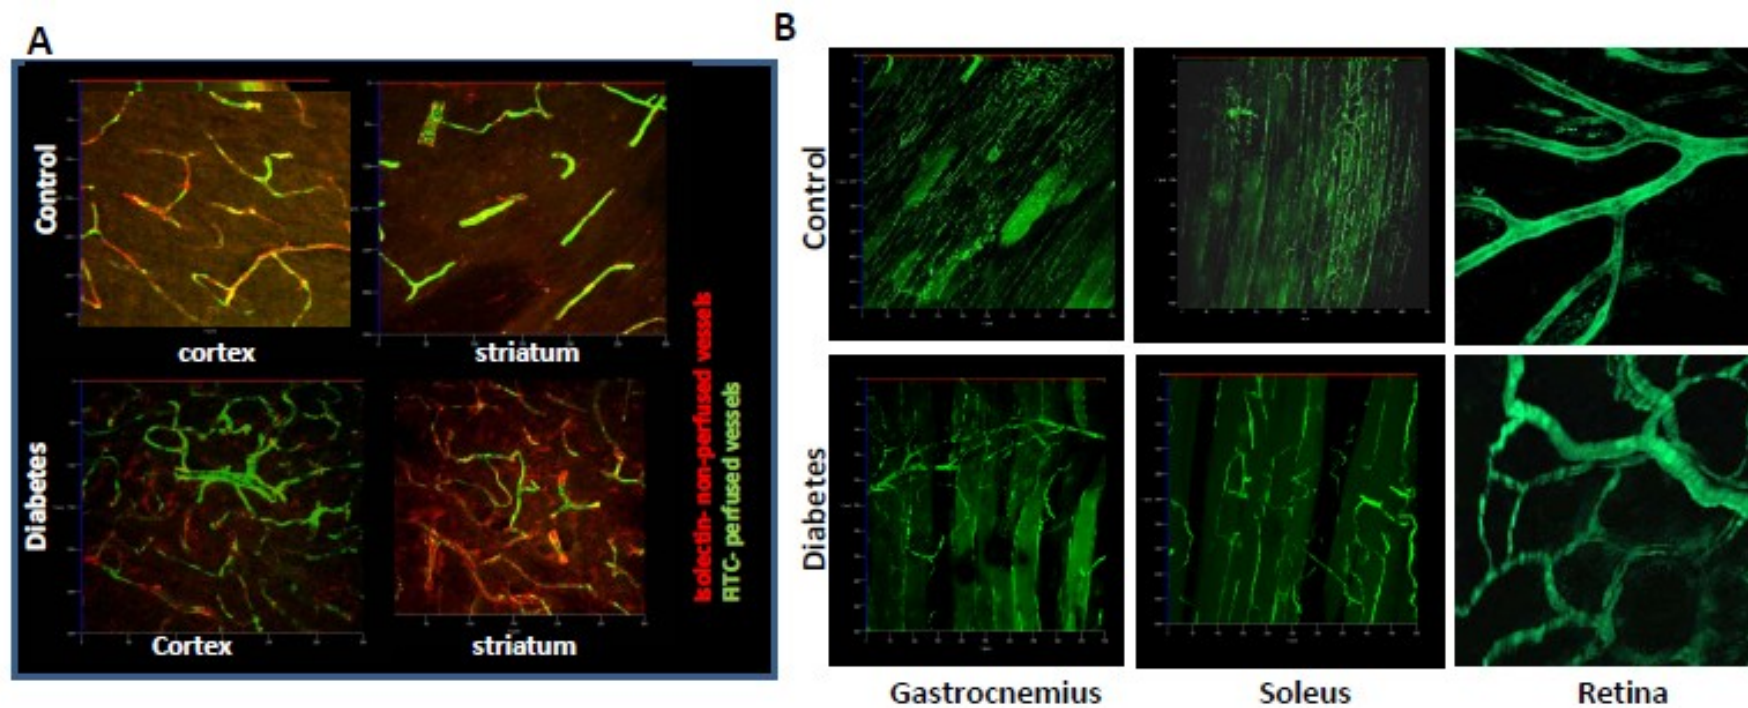 A
B
Control
cortex
striatum
Diabetes
Cortex
striatum
Isolectin- non-perfused vessels
FITC- perfused vessels
Control
Diabetes
Gastrocnemius
Soleus
Retina